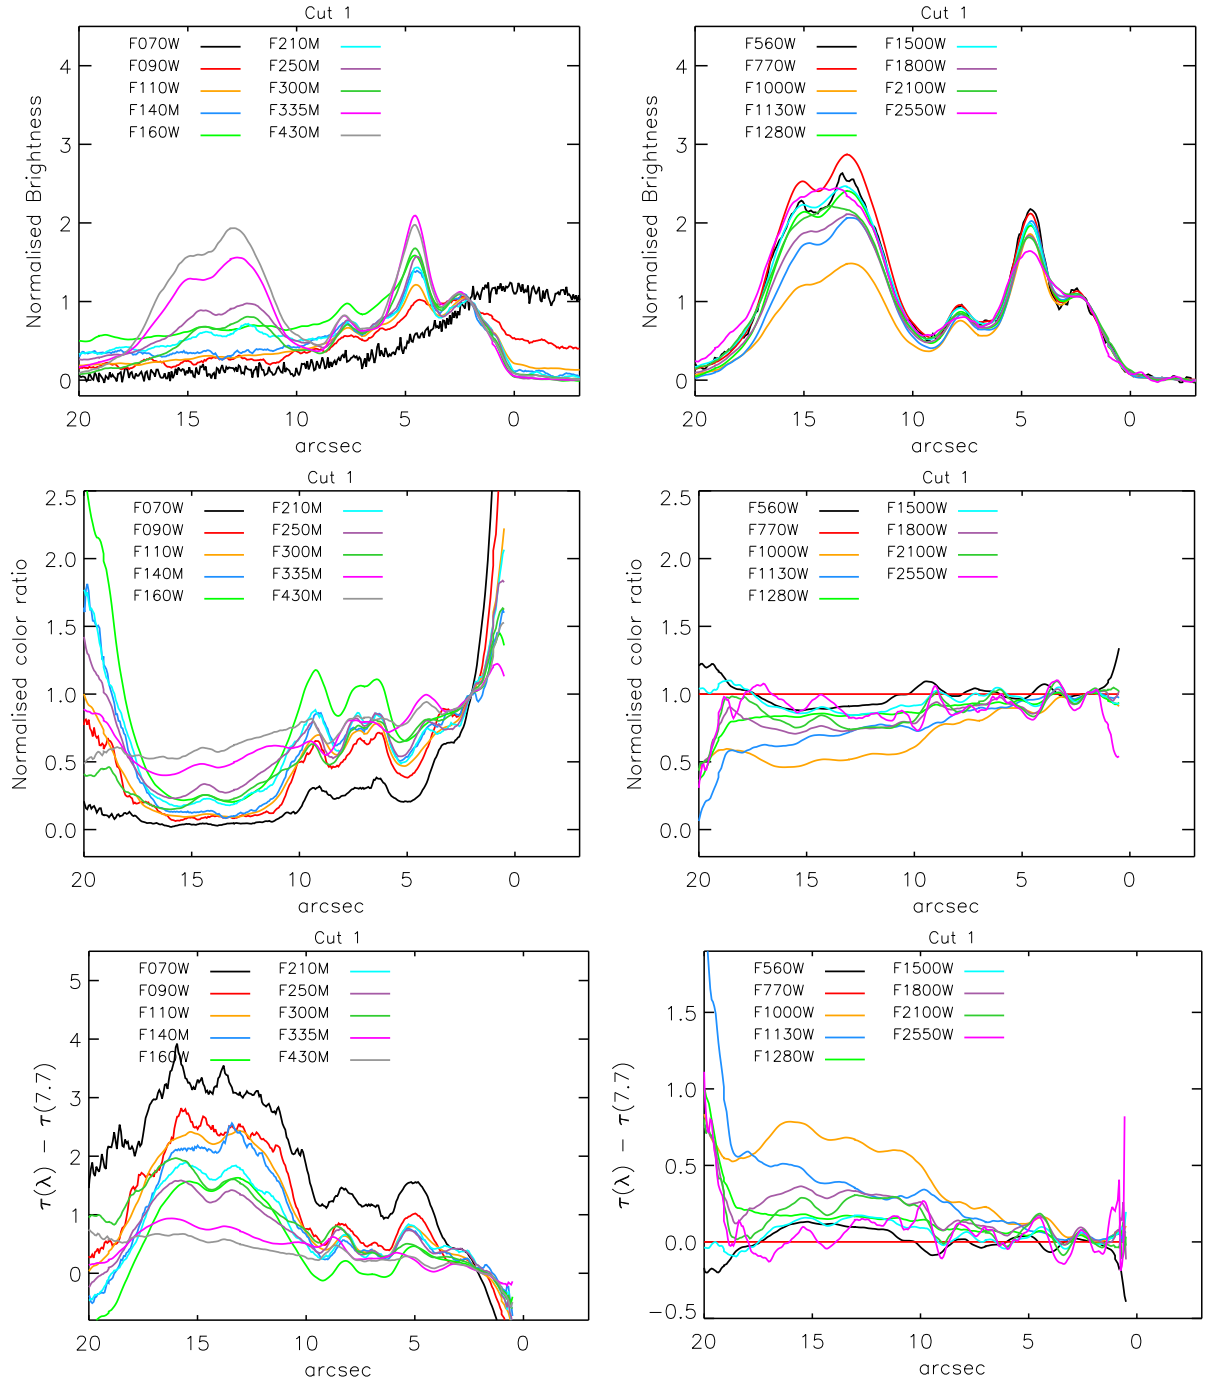 Cut 1
F070W F210M
F090W F250M
F110W F300M
F140M F335M
F160W F430M
4
3
2
1
0
20 15 10 5 0
arcsec
Normalised Brightness
Cut 1
F560W F1500W
F770W F1800W
F1000W F2100W
F1130W F2550W
F1280W
4
3
2
1
0
20 15 10 5 0
arcsec
Normalised Brightness
Cut 1
F070W F210M
F090W F250M
F110W F300M
F140M F335M
F160W F430M
2.5
2.0
1.5
1.0
0.5
0.0
20 15 10 5 0
arcsec
Normalised color ratio
Cut 1
F560W F1500W
F770W F1800W
F1000W F2100W
F1130W F2550W
F1280W
2.5
2.0
1.5
1.0
0.5
0.0
20 15 10 5 0
arcsec
Normalised color ratio
Cut 1
F070W F210M
F090W F250M
F110W F300M
F140M F335M
F160W F430M
5
4
3
2
1
0
20 15 10 5 0
arcsec
τ(λ) − τ(7.7)
Cut 1
F560W F1500W
F770W F1800W
F1000W F2100W
F1130W F2550W
F1280W
1.5
1.0
0.5
0.0
−0.5
20 15 10 5 0
arcsec
τ(λ) − τ(7.7)